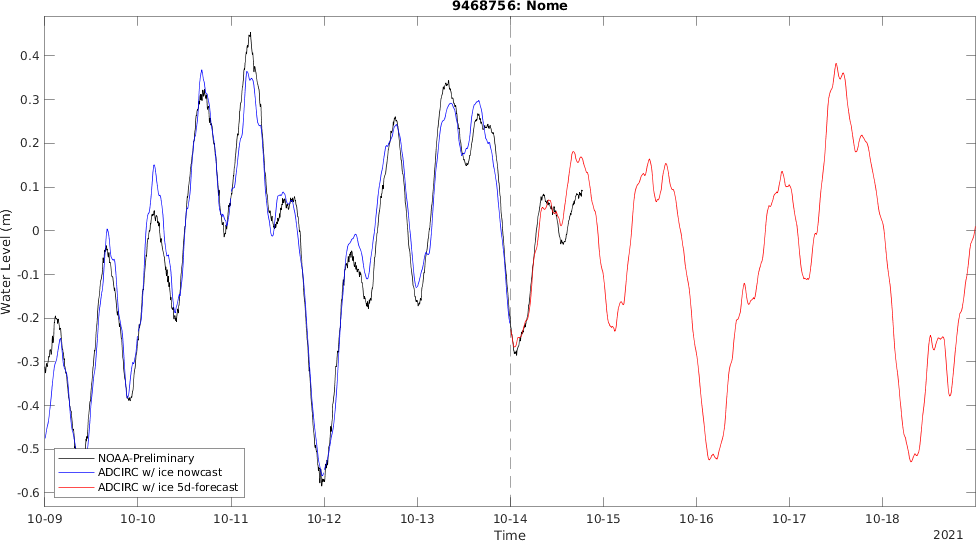 9468756: Nome
Water Level (m)
0.4
0.3
0.2
0.1
0
-0.1
-0.2
-0.3
-0.4
-0.5
-0.6
NOAA-Preliminary
ADCIRC w/ ice nowcast
ADCIRC w/ ice 5d-forecast
10-09 10-10 10-11 10-12 10-13 10-14 10-15 10-16 10-17 10-18
Time
2021